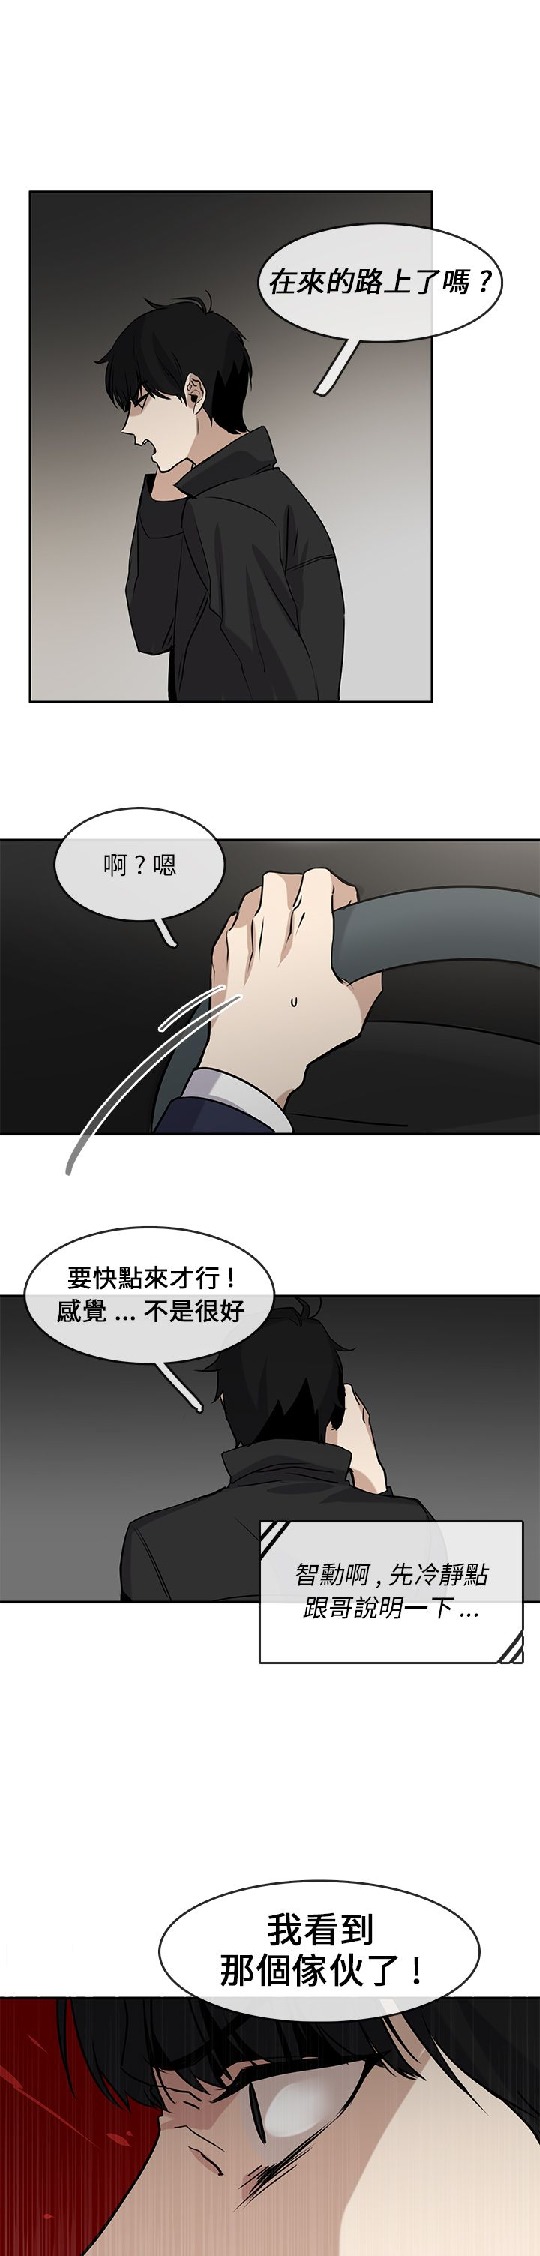 在來的路上了嗎?
啊?嗯
要快點來才行!
感覺...不是很好
智勳啊,先冷靜點
跟哥說明一下...
我看到
那個傢伙了!